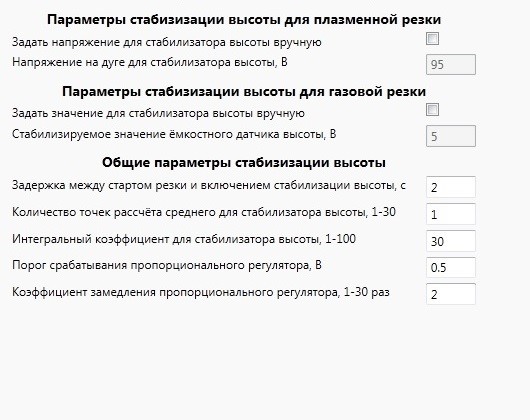 Параметры стабизизации высоты для плазменной резки
Задать напряжение для стабилизатора высоты вручную
Напряжение на дуге для стабилизатора высоты, В 95
Параметры стабизизации высоты для газовой резки
Задать значение для стабилизатора высоты вручную
Стабилизируемое значение ёмкостного датчика высоты, В 5
Общие параметры стабизизации высоты
Задержка между стартом резки и включением стабилизации высоты, с 2
Количество точек рассчёта среднего для стабилизатора высоты, 1-30 1
Интегральный коэффициент для стабилизатора высоты, 1-100 30
Порог срабатывания пропорционального регулятора, В 0.5
Коэффициент замедления пропорционального регулятора, 1-30 раз 2